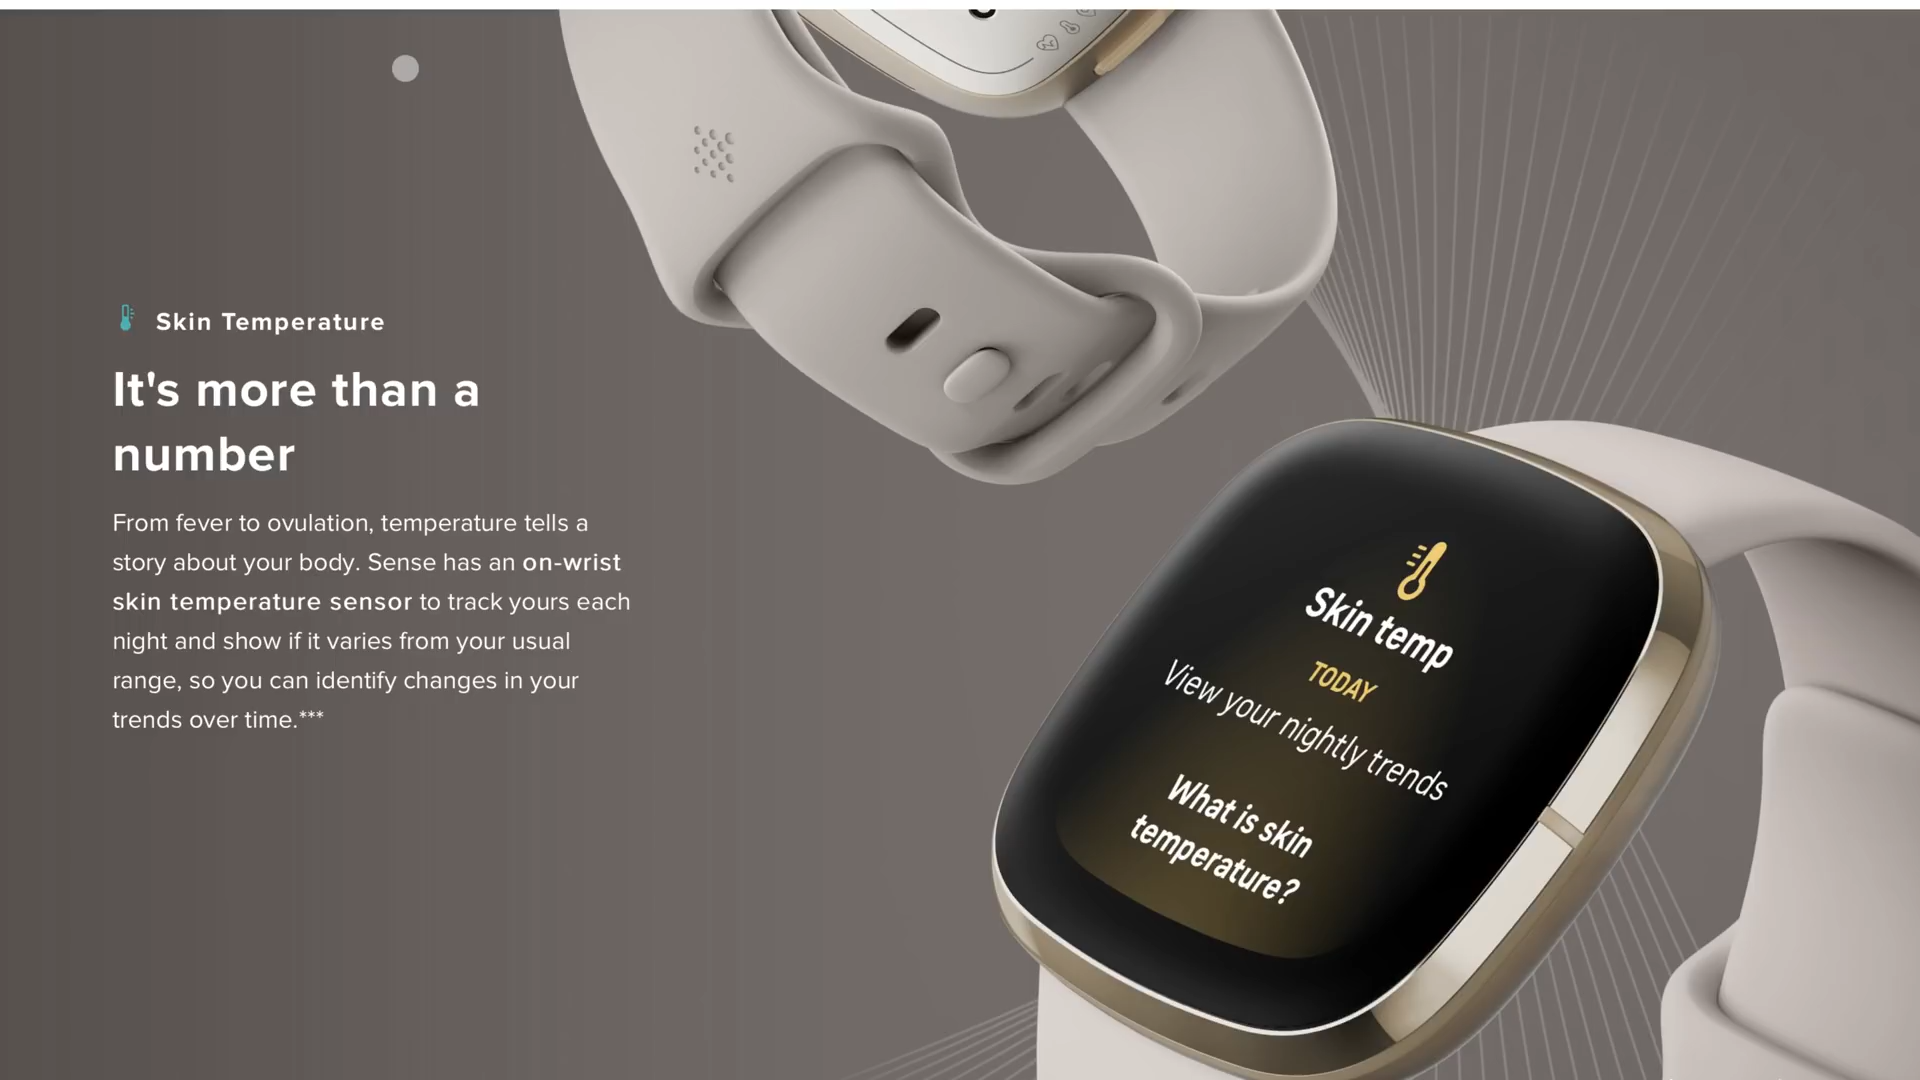 Skin Temperature
It's more than a
number
From fever to ovulation, temperature tells a
story about your body. Sense has an on-wrist
skin temperature sensor to track yours each
night and show if it varies from your usual
range, so you can identify changes in your
trends over time.***
Skin temp
TODAY
View your nightly trends
What is skin
temperature?